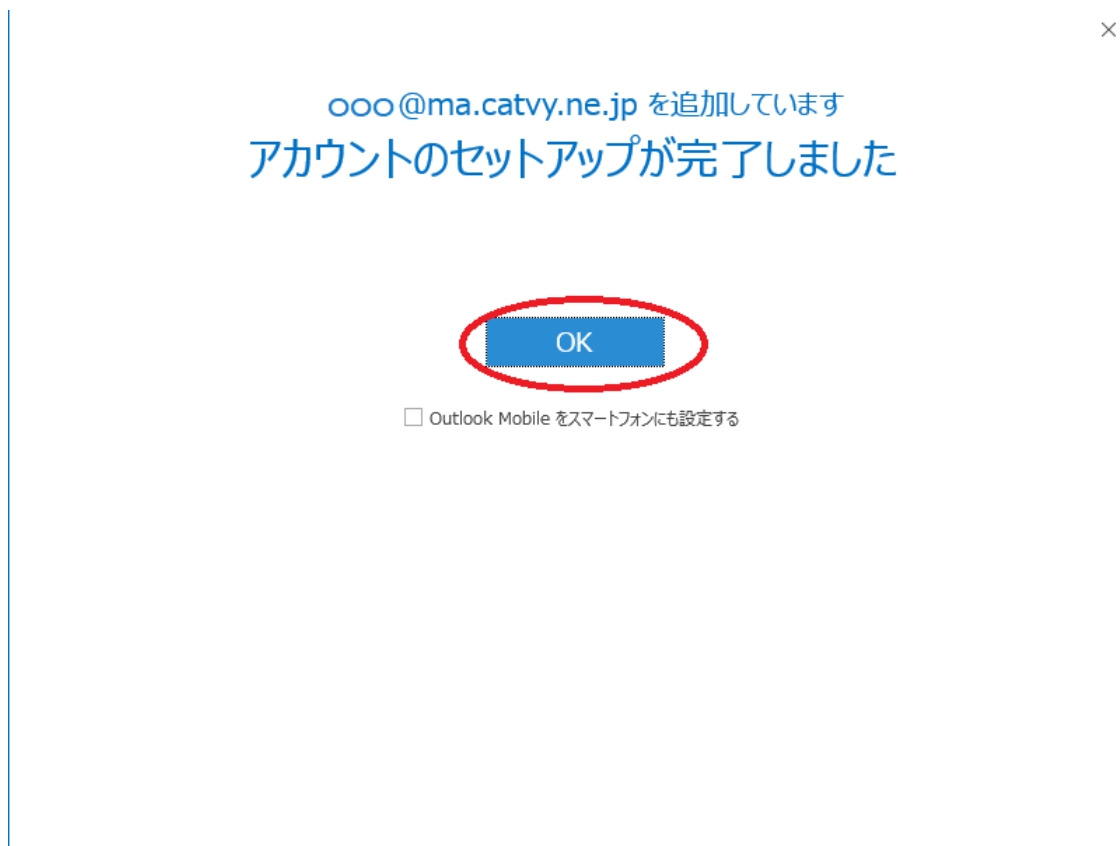 ○○○@ma.catvy.ne.jp を追加しています
アカウントのセットアップが完了しました
OK
Outlook Mobile をスマートフォンにも設定する